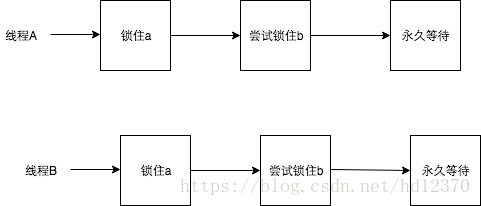 线程A 锁住a 尝试锁住b 永久等待
线程B 锁住a 尝试锁住b 永久等待
https://blog.csdn.net/hd12370